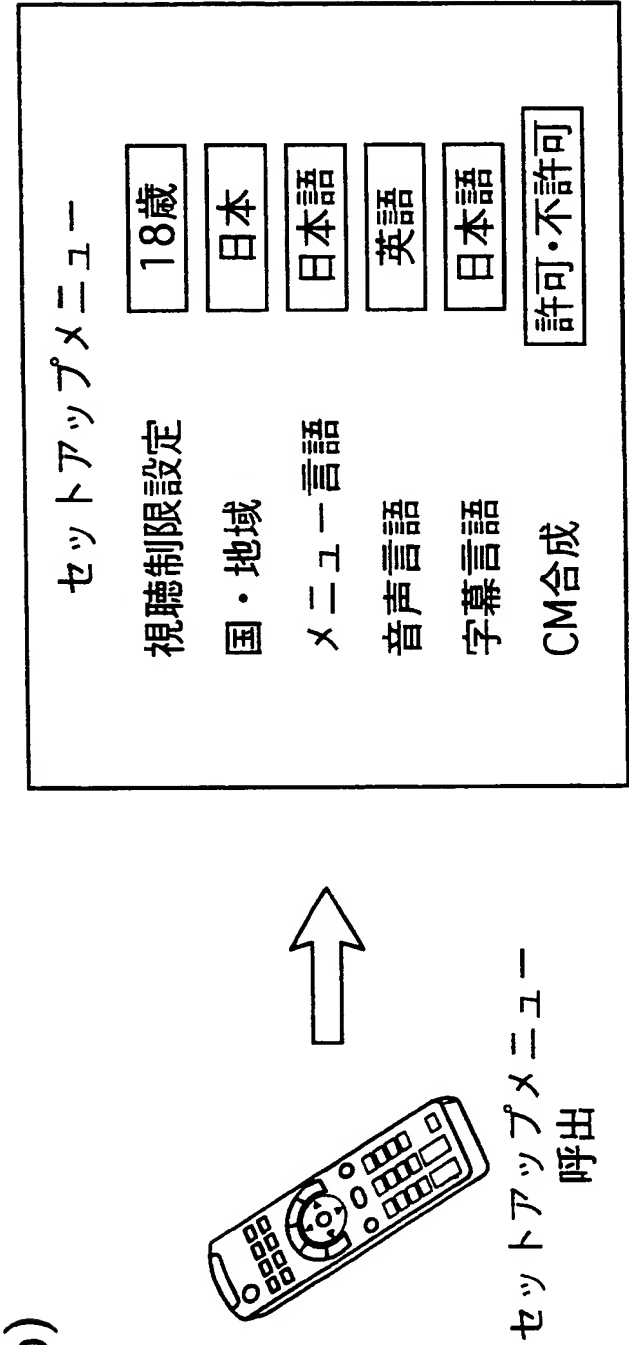 セットアップメニュー
視聴制限設定 18歳
国・地域 日本
メニュー言語 日本語
音声言語 英語
字幕言語 日本語
CM合成 許可・不許可
セットアップメニュー
呼出